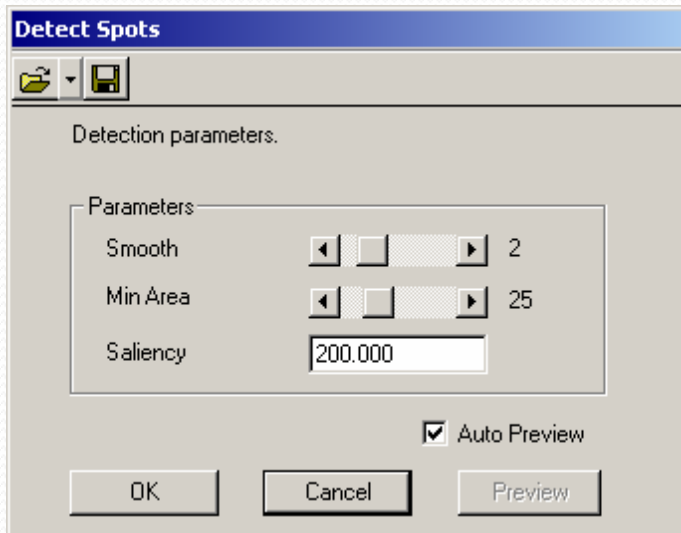 Detect Spots
Detection parameters.
Parameters
Smooth 2
Min Area 25
Saliency 200.000
Auto Preview
OK Cancel Preview